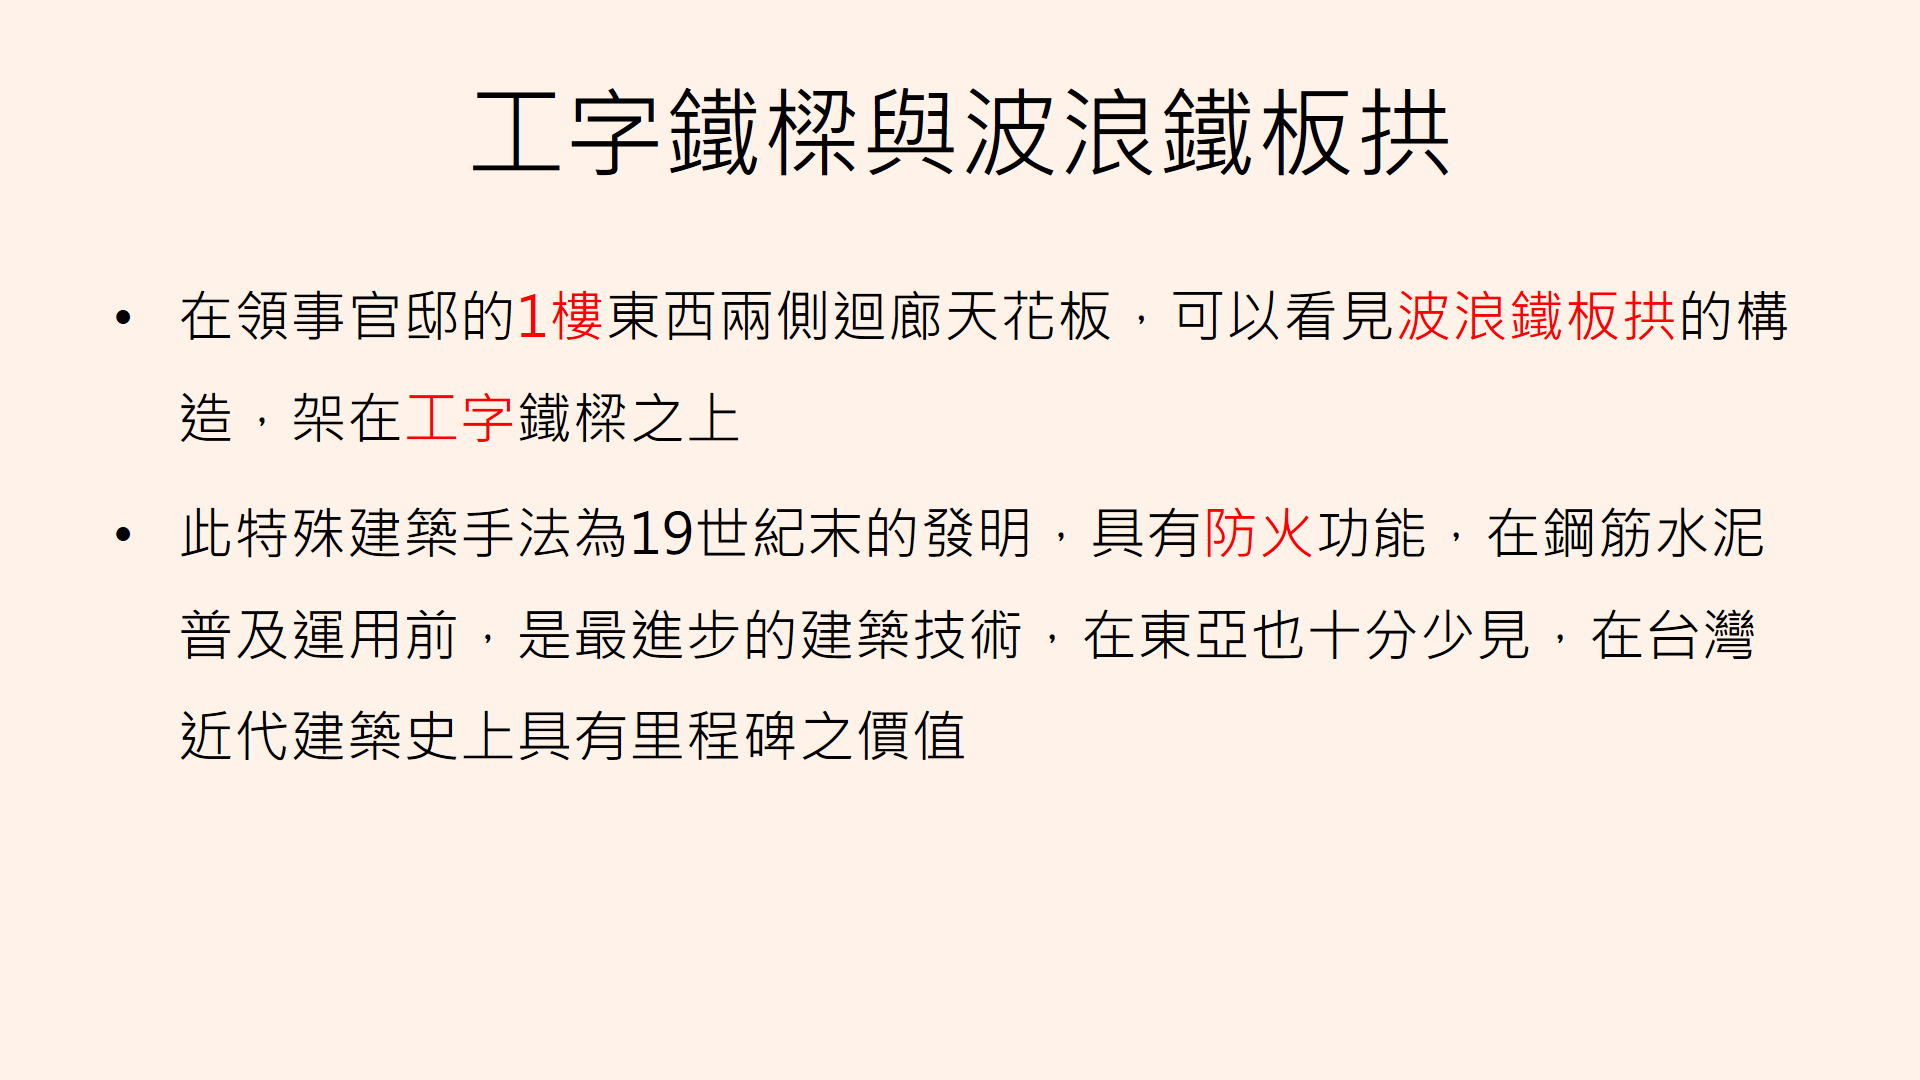 工字鐵樑與波浪鐵板拱
• 在領事官邸的1樓東西兩側迴廊天花板，可以看見波浪鐵板拱的構
造，架在工字鐵樑之上
• 此特殊建築手法為19世紀末的發明，具有防火功能，在鋼筋水泥
普及運用前，是最進步的建築技術，在東亞也十分少見，在台灣
近代建築史上具有里程碑之價值